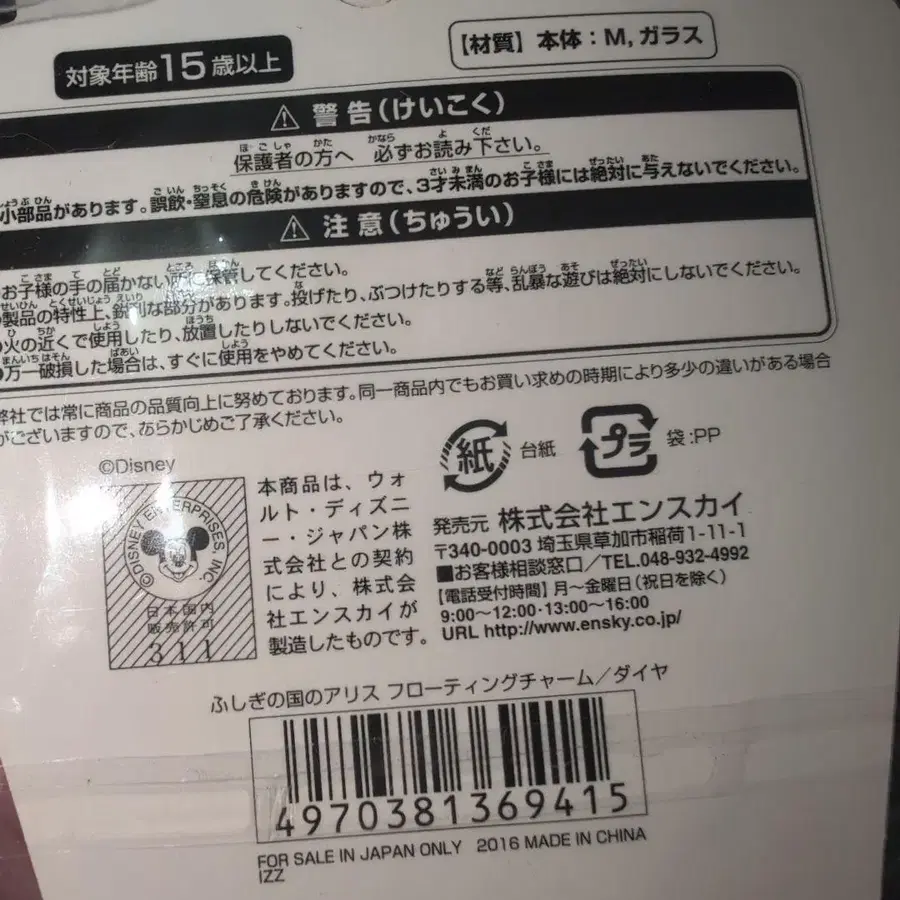 対象年齢15歳以上
【材質】本体：M,ガラス
⚠ 警告(けいこく)
保護者の方へ 必ずお読み下さい。
小部品があります。誤飲・窒息の危険がありますので、3才未満のお子様には絶対に与えないでください。
⚠ 注意(ちゅうい)
お子様の手の届かない所に保管してください。
製品の特性上、鋭利な部分があります。投げたり、ぶつけたりする等、乱暴な遊びは絶対にしないでください。
火の近くで使用したり、放置したりしないでください。
万一破損した場合は、すぐに使用をやめてください。
弊社では常に商品の品質向上に努めております。同一商品内でもお買い求めの時期により多少の違いがある場合
がございますので、あらかじめご了承ください。
紙 台紙
プラ 袋:PP
©Disney
©DISNEY ENTERPRISES, INC.
日本国内
販売許可
311
本商品は、ウォ
ルト・ディズニ
ー・ジャパン株
式会社との契約
により、株式会
社エンスカイが
製造したものです。
発売元 株式会社エンスカイ
〒340-0003 埼玉県草加市稲荷1-11-1
■お客様相談窓口／TEL.048-932-4992
【電話受付時間】月～金曜日(祝日を除く)
9:00～12:00・13:00～16:00
URL http://www.ensky.co.jp/
ふしぎの国のアリス フローティングチャーム／ダイヤ
4970381369415
FOR SALE IN JAPAN ONLY 2016 MADE IN CHINA
IZZ